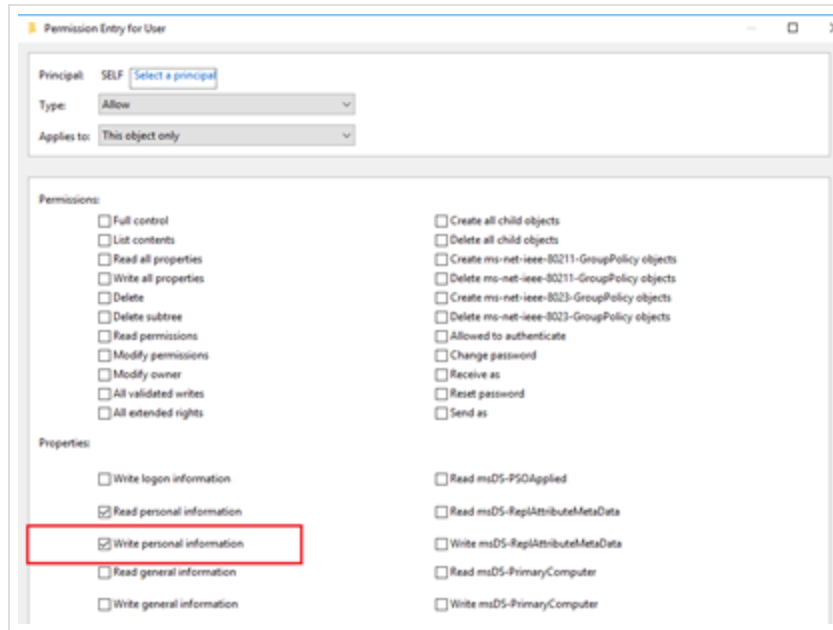 Permission Entry for User
Principal: SELF Select a principal
Type: Allow
Applies to: This object only
Permissions:
Full control
List contents
Read all properties
Write all properties
Delete
Delete subtree
Read permissions
Modify permissions
Modify owner
All validated writes
All extended rights
Create all child objects
Delete all child objects
Create ms-net-ieee-80211-GroupPolicy objects
Delete ms-net-ieee-80211-GroupPolicy objects
Create ms-net-ieee-8023-GroupPolicy objects
Delete ms-net-ieee-8023-GroupPolicy objects
Allowed to authenticate
Change password
Receive as
Reset password
Send as
Properties:
Write logon information
Read personal information
Write personal information
Read general information
Write general information
Read msDS-PSOApplied
Read msDS-ReplAttributeMetaData
Write msDS-ReplAttributeMetaData
Read msDS-PrimaryComputer
Write msDS-PrimaryComputer